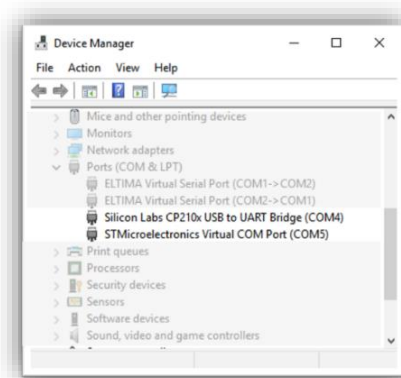 Device Manager
File Action View Help
Mice and other pointing devices
Monitors
Network adapters
Ports (COM & LPT)
ELTIMA Virtual Serial Port (COM1->COM2)
ELTIMA Virtual Serial Port (COM2->COM1)
Silicon Labs CP210x USB to UART Bridge (COM4)
STMicroelectronics Virtual COM Port (COM5)
Print queues
Processors
Security devices
Sensors
Software devices
Sound, video and game controllers